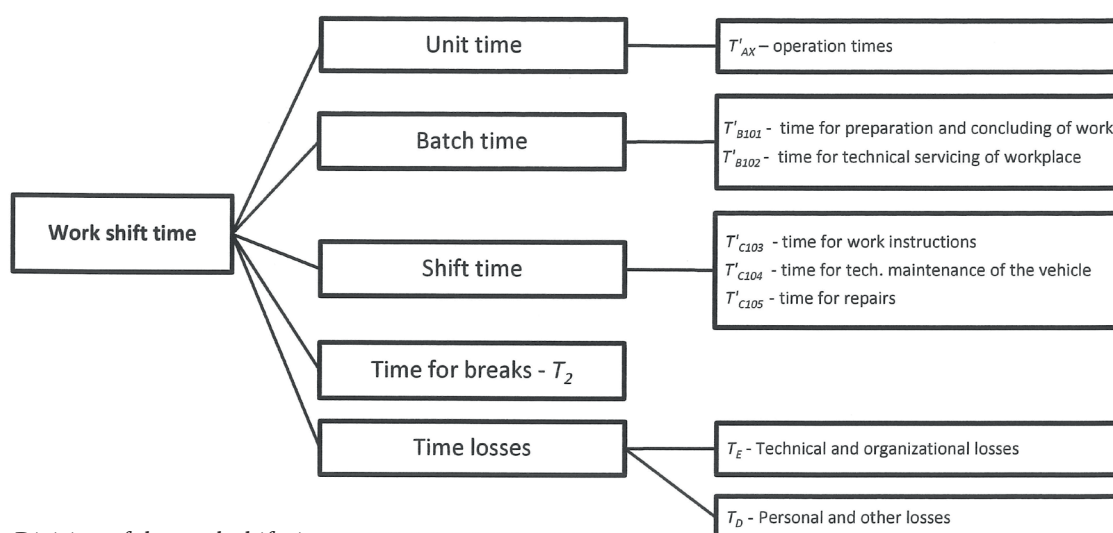 Unit time
T'AX – operation times
Batch time
T'B101 - time for preparation and concluding of work
T'B102 - time for technical servicing of workplace
Work shift time
Shift time
T'C103 - time for work instructions
T'C104 - time for tech. maintenance of the vehicle
T'C105 - time for repairs
Time for breaks - T2
Time losses
TE - Technical and organizational losses
TD - Personal and other losses